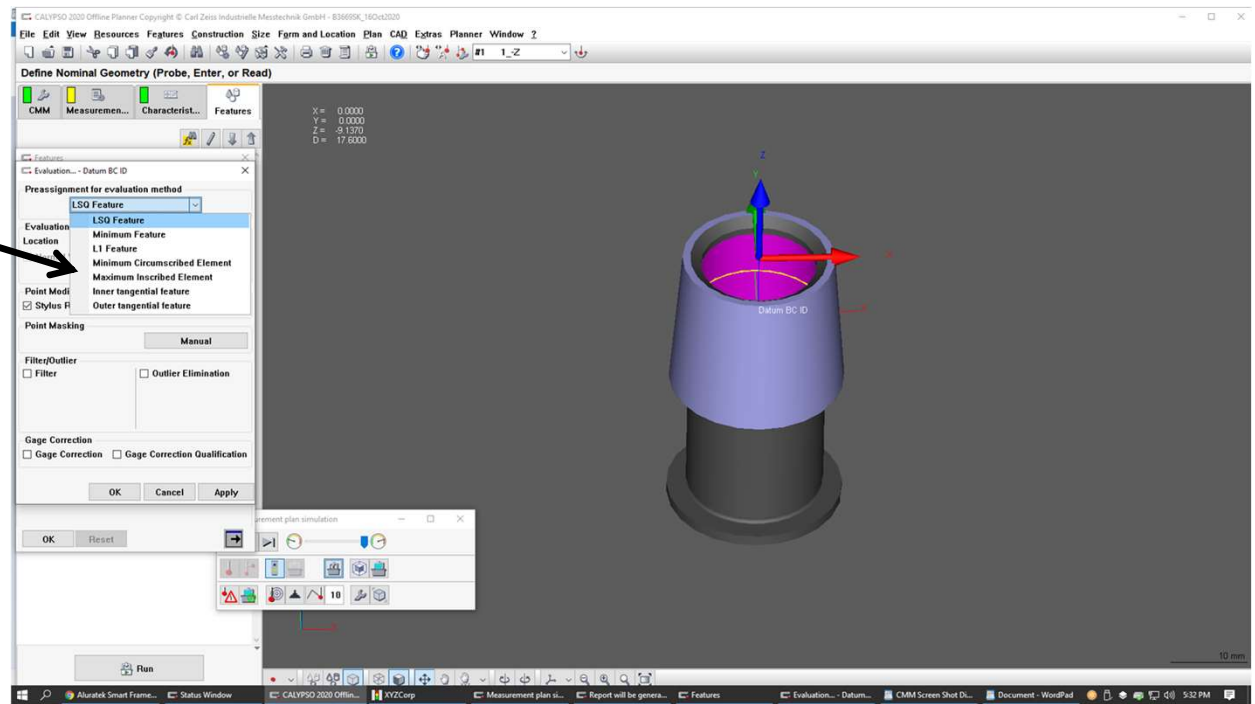 CALYPSO 2020 Offline Planner Copyright © Carl Zeiss Industrielle Messtechnik GmbH - B3669SK_16Oct2020
File Edit View Resources Features Construction Size Form and Location Plan CAD Extras Planner Window ?
#1 1_-Z
Define Nominal Geometry (Probe, Enter, or Read)
CMM Measuremen... Characterist... Features
X = 0.0000
Y = 0.0000
Z = -9.1370
D = 17.6000
Features
Evaluation... - Datum BC ID
Preassignment for evaluation method
LSQ Feature
LSQ Feature
Minimum Feature
L1 Feature
Minimum Circumscribed Element
Maximum Inscribed Element
Inner tangential feature
Outer tangential feature
Evaluation
Location
Point Modi
Stylus R
Point Masking
Manual
Filter/Outlier
Filter Outlier Elimination
Gage Correction
Gage Correction Gage Correction Qualification
OK Cancel Apply
OK Reset
Z
Y
X
Datum BC ID
urement plan simulation
10
10 mm
Run
Aluratek Smart Frame... Status Window CALYPSO 2020 Offlin... XYZCorp Measurement plan si... Report will be genera... Features Evaluation... - Datum... CMM Screen Shot Di... Document - WordPad 5:32 PM